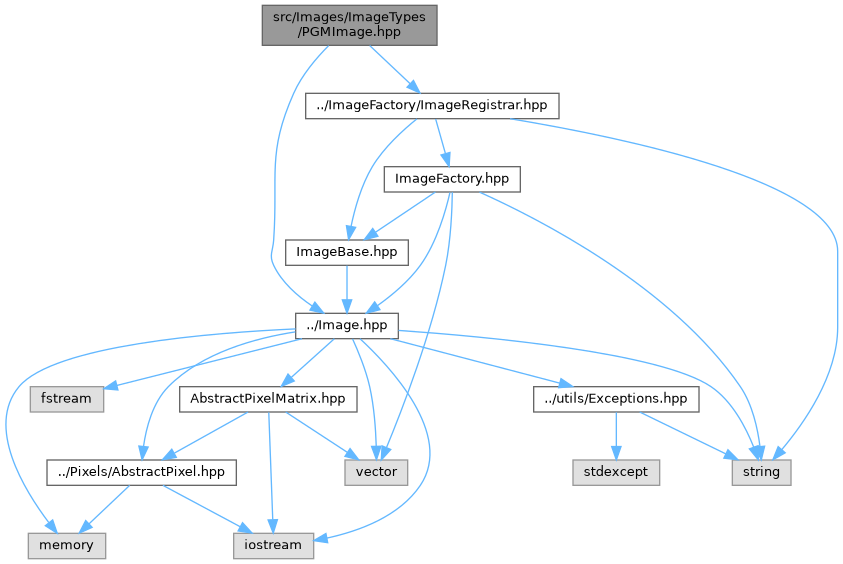 src/Images/ImageTypes
/PGMImage.hpp
../ImageFactory/ImageRegistrar.hpp
ImageFactory.hpp
ImageBase.hpp
../Image.hpp
fstream
AbstractPixelMatrix.hpp
../utils/Exceptions.hpp
../Pixels/AbstractPixel.hpp
vector
stdexcept
string
memory
iostream